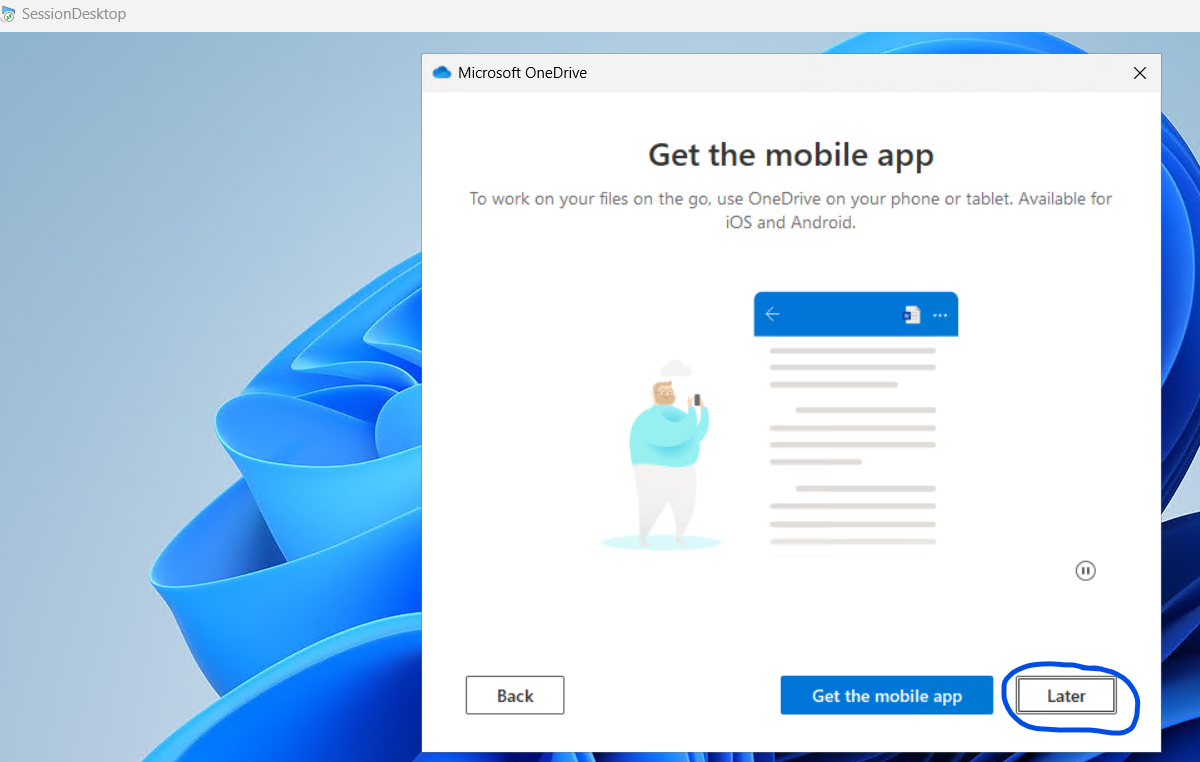 SessionDesktop
Microsoft OneDrive
Get the mobile app
To work on your files on the go, use OneDrive on your phone or tablet. Available for
iOS and Android.
Back
Get the mobile app
Later